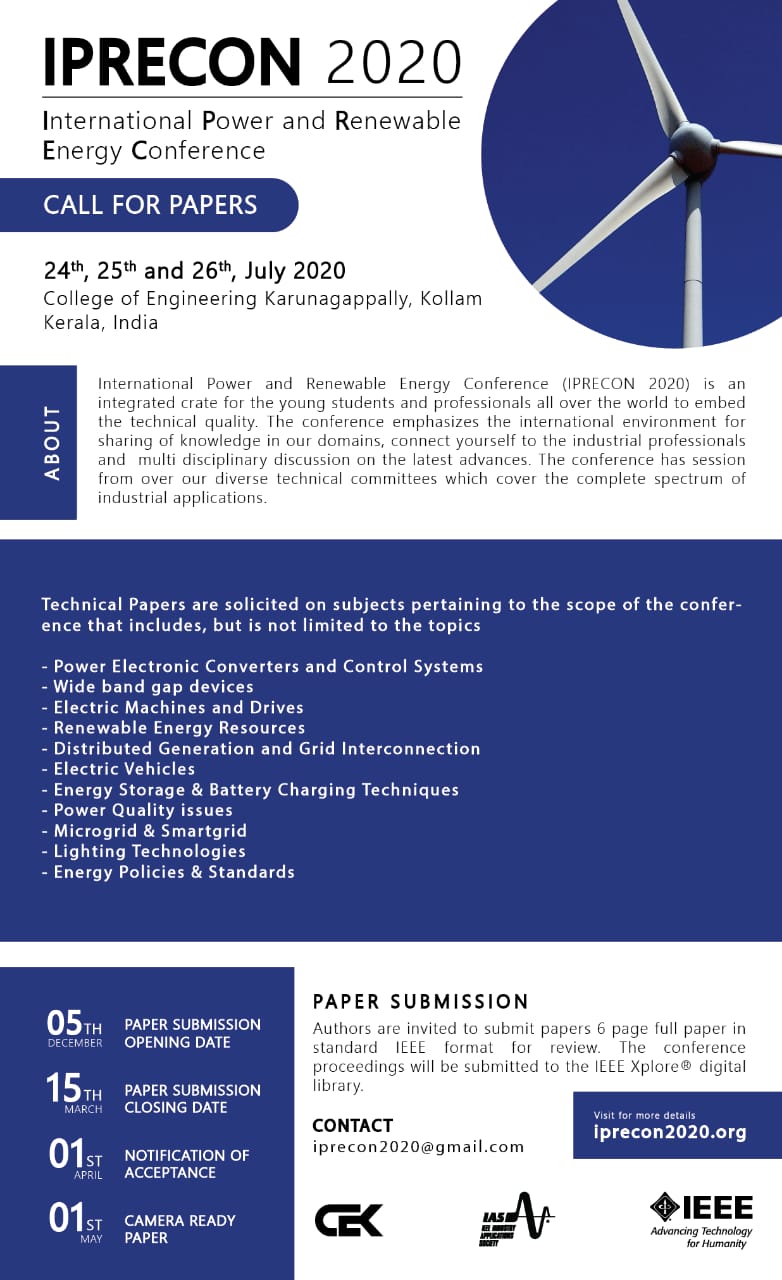 IPRECON 2020
International Power and Renewable
Energy Conference
CALL FOR PAPERS
24th, 25th and 26th, July 2020
College of Engineering Karunagappally, Kollam
Kerala, India
ABOUT
International Power and Renewable Energy Conference (IPRECON 2020) is an
integrated crate for the young students and professionals all over the world to embed
the technical quality. The conference emphasizes the international environment for
sharing of knowledge in our domains, connect yourself to the industrial professionals
and multi disciplinary discussion on the latest advances. The conference has session
from over our diverse technical committees which cover the complete spectrum of
industrial applications.
Technical Papers are solicited on subjects pertaining to the scope of the confer-
ence that includes, but is not limited to the topics
- Power Electronic Converters and Control Systems
- Wide band gap devices
- Electric Machines and Drives
- Renewable Energy Resources
- Distributed Generation and Grid Interconnection
- Electric Vehicles
- Energy Storage & Battery Charging Techniques
- Power Quality issues
- Microgrid & Smartgrid
- Lighting Technologies
- Energy Policies & Standards
05TH DECEMBER
PAPER SUBMISSION
OPENING DATE
15TH MARCH
PAPER SUBMISSION
CLOSING DATE
01ST APRIL
NOTIFICATION OF
ACCEPTANCE
01ST MAY
CAMERA READY
PAPER
PAPER SUBMISSION
Authors are invited to submit papers 6 page full paper in
standard IEEE format for review. The conference
proceedings will be submitted to the IEEE Xplore® digital
library.
CONTACT
iprecon2020@gmail.com
Visit for more details
iprecon2020.org
CEK
IAS
IEEE INDUSTRY
APPLICATIONS
SOCIETY
IEEE
Advancing Technology
for Humanity